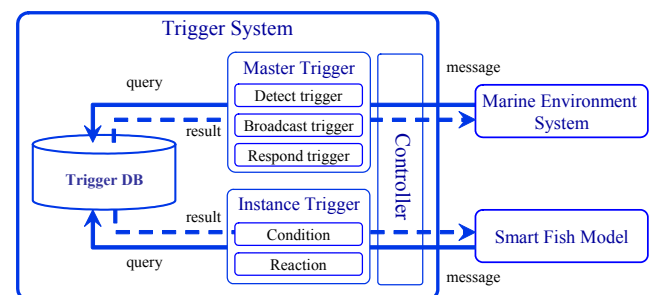 Trigger System
Master Trigger
message
query
Detect trigger
Marine Environment
System
Broadcast trigger
result
Respond trigger
Controller
Trigger DB
Instance Trigger
result
Condition
Smart Fish Model
query
Reaction
message